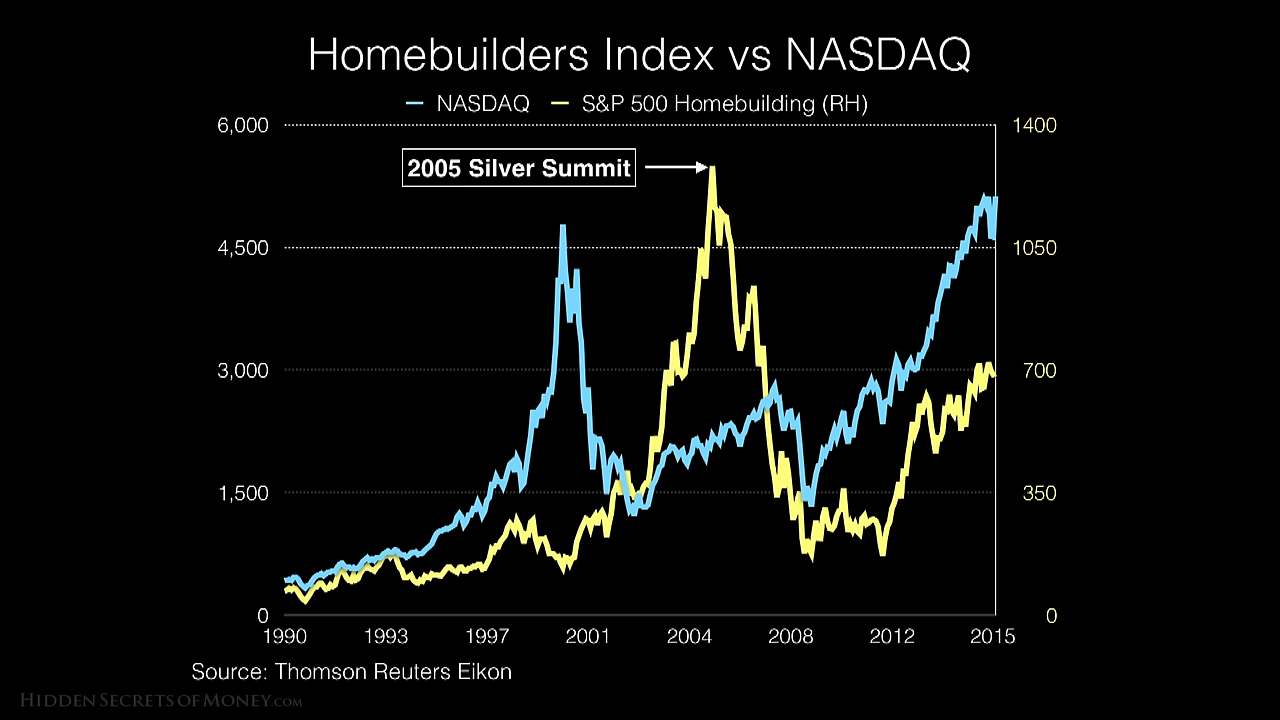 Homebuilders Index vs NASDAQ
NASDAQ S&P 500 Homebuilding (RH)
6,000 1400
2005 Silver Summit
4,500 1050
3,000 700
1,500 350
0 0
1990 1993 1997 2001 2004 2008 2012 2015
Source: Thomson Reuters Eikon
HIDDEN SECRETS OF MONEY.COM